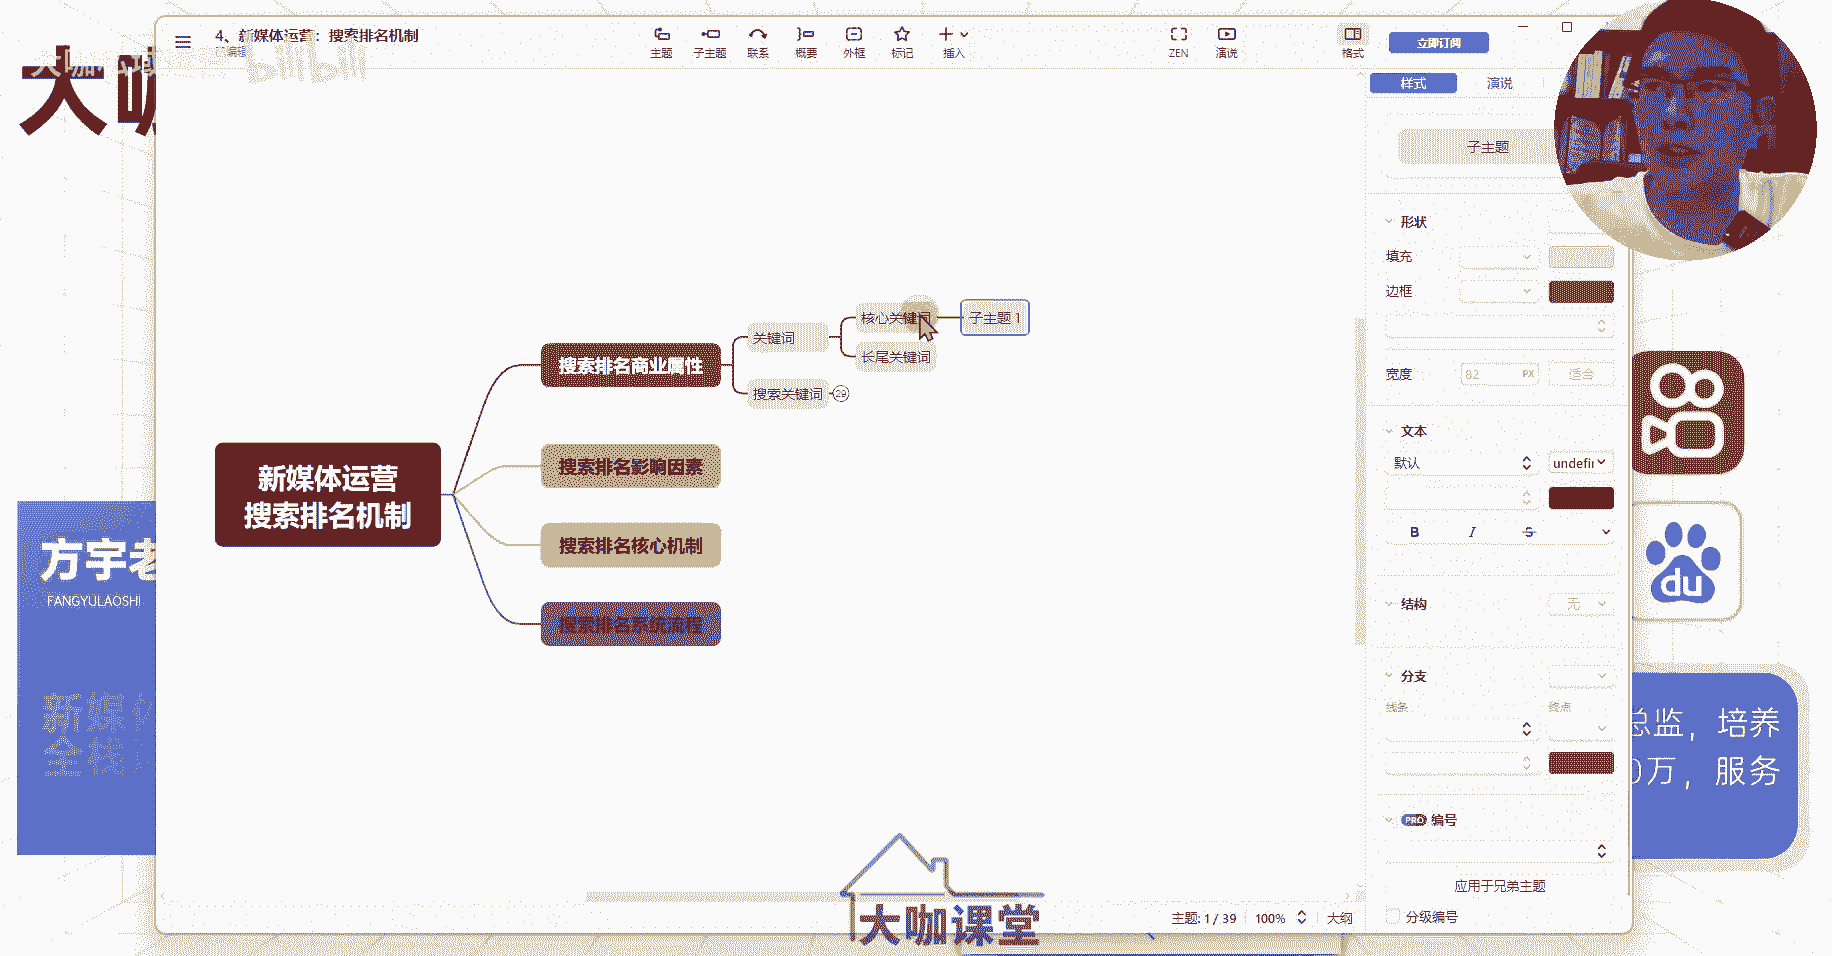 4、新媒体运营：搜索排名机制
已编辑
bilibili
大咖
主题
子主题
联系
概要
外框
标记
插入
ZEN
演说
格式
立即订阅
样式
演说
子主题
形状
填充
边框
宽度
82
PX
适合
文本
默认
undefin
B
I
S
结构
无
分支
线条
终点
PRO 编号
应用于兄弟主题
分级编号
新媒体运营
搜索排名机制
搜索排名商业属性
关键词
核心关键词
子主题 1
长尾关键词
搜索关键词
29
搜索排名影响因素
搜索排名核心机制
搜索排名系统流程
方宇老
FANGYULAOSHI
新媒体
全栈
du
总监，培养
0万，服务
大咖课堂
主题: 1 / 39
100%
大纲